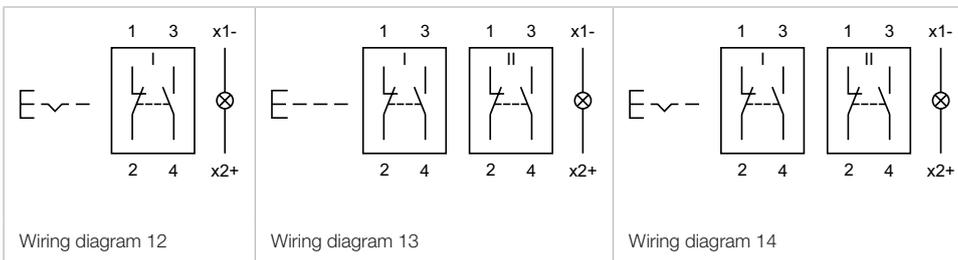 1 3 x1-
I
2 4 x2+
Wiring diagram 12
1 3 1 3 x1-
I II
2 4 2 4 x2+
Wiring diagram 13
1 3 1 3 x1-
I II
2 4 2 4 x2+
Wiring diagram 14